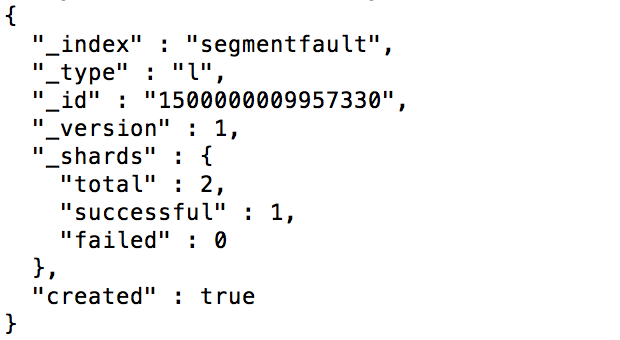 {
  "_index" : "segmentfault",
  "_type" : "l",
  "_id" : "1500000009957330",
  "_version" : 1,
  "_shards" : {
    "total" : 2,
    "successful" : 1,
    "failed" : 0
  },
  "created" : true
}